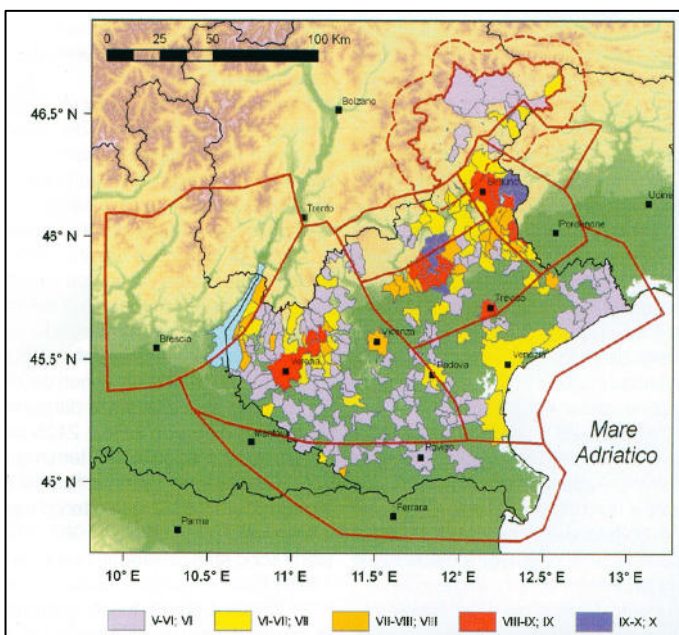 0 25 50 100 Km
46.5° N
Bolzano
Belluno
Trento
Udine
46° N
Pordenone
Treviso
Vicenza
Brescia
45.5° N
Verona
Padova
Venezia
Mantova
Mare
Adriatico
45° N
Rovigo
Ferrara
Parma
10° E 10.5° E 11° E 11.5° E 12° E 12.5° E 13° E
V-VI; VI VI-VII; VII VII-VIII; VIII VIII-IX; IX IX-X; X